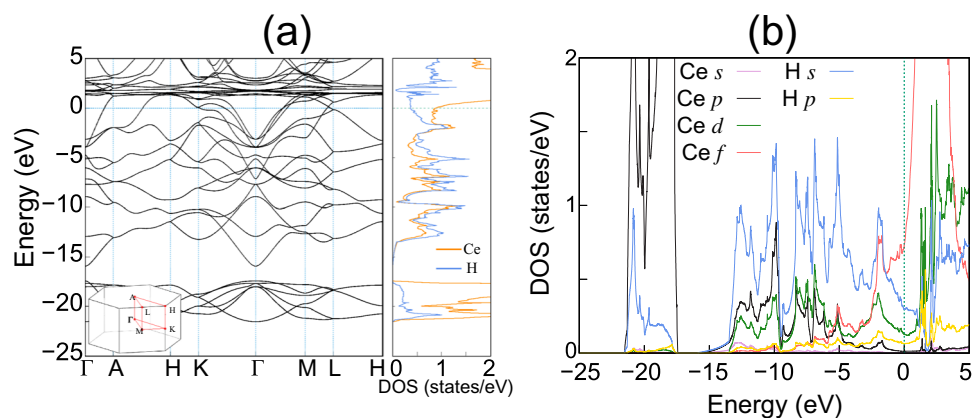 (a)
Energy (eV)
5
0
−5
−10
−15
−20
−25
Γ A H K Γ M L H
A
L
H
Γ
M
K
Ce
H
0 1 2
DOS (states/eV)
(b)
DOS (states/eV)
2
1
0
Ce s
Ce p
Ce d
Ce f
H s
H p
−25 −20 −15 −10 −5 0 5
Energy (eV)